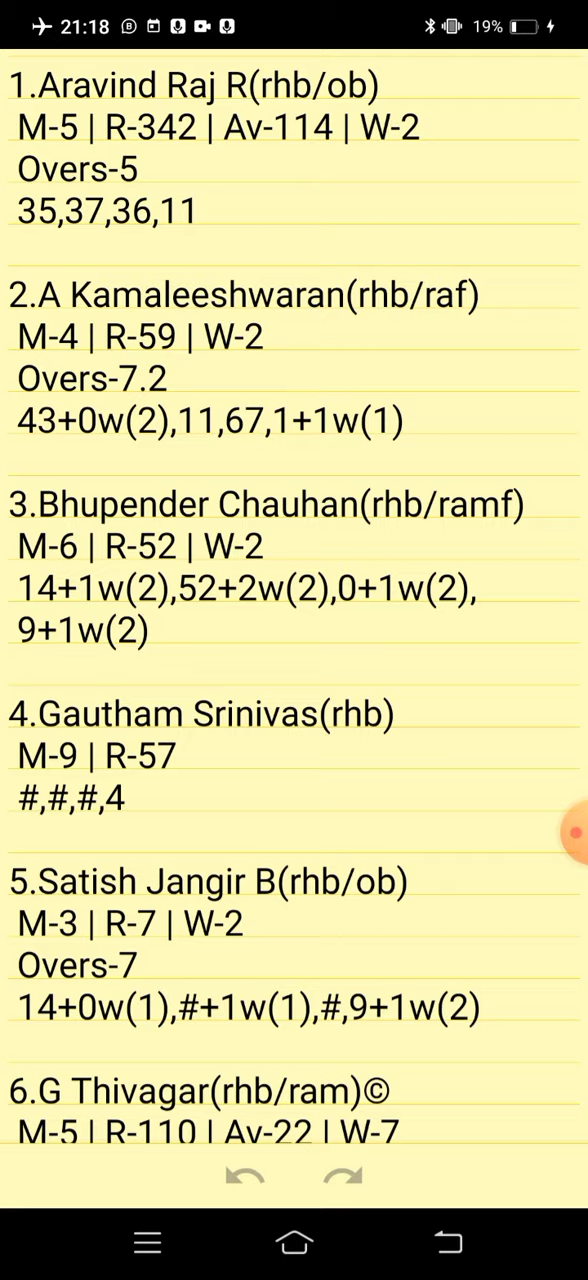 21:18 19%
1.Aravind Raj R(rhb/ob)
M-5 | R-342 | Av-114 | W-2
Overs-5
35,37,36,11
2.A Kamaleeshwaran(rhb/raf)
M-4 | R-59 | W-2
Overs-7.2
43+0w(2),11,67,1+1w(1)
3.Bhupender Chauhan(rhb/ramf)
M-6 | R-52 | W-2
14+1w(2),52+2w(2),0+1w(2),
9+1w(2)
4.Gautham Srinivas(rhb)
M-9 | R-57
#,#,#,4
5.Satish Jangir B(rhb/ob)
M-3 | R-7 | W-2
Overs-7
14+0w(1),#+1w(1),#,9+1w(2)
6.G Thivagar(rhb/ram)©
M-5 | R-110 | Av-22 | W-7